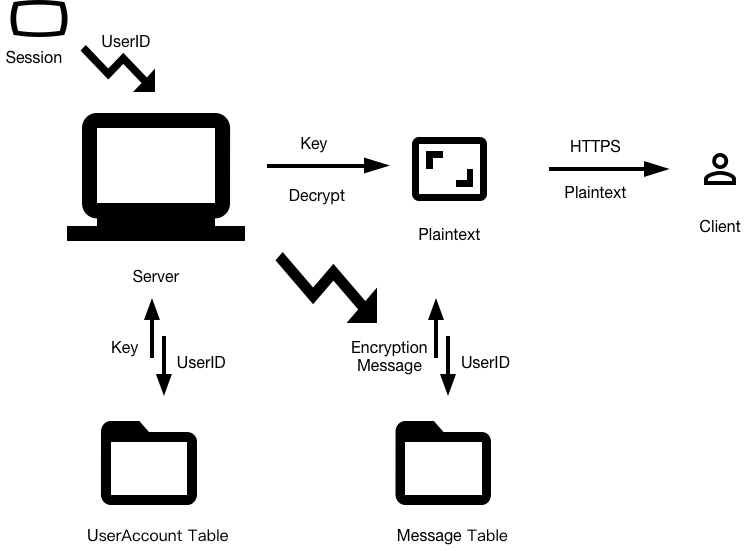 UserID
Session
Key
HTTPS
Decrypt
Plaintext
Client
Plaintext
Server
Key
UserID
Encryption
Message
UserID
UserAccount Table
Message Table